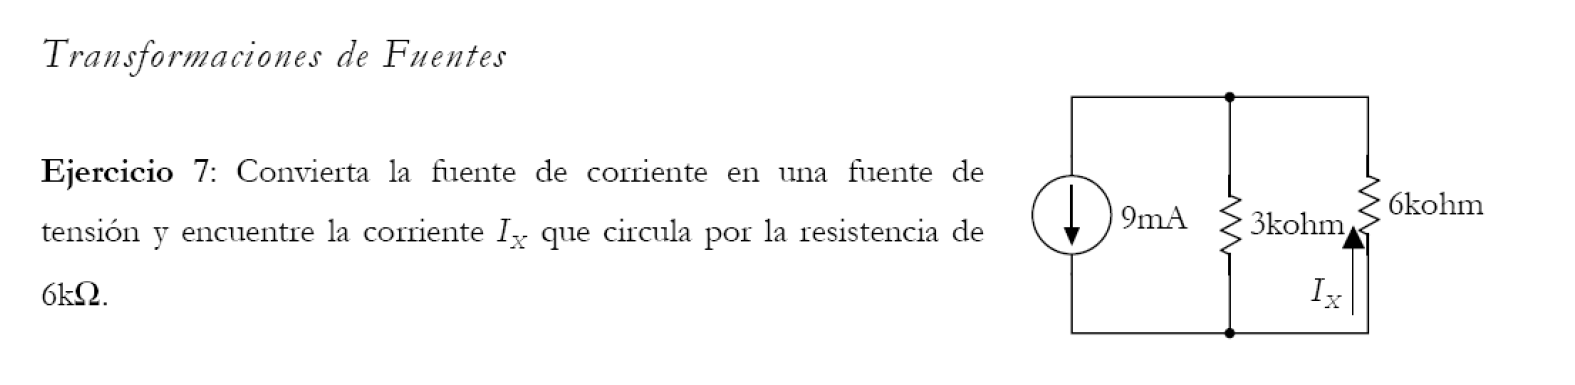 Transformaciones de Fuentes
Ejercicio 7: Convierta la fuente de corriente en una fuente de
tensión y encuentre la corriente I_X que circula por la resistencia de
6kΩ.
9mA
3kohm
6kohm
I_X